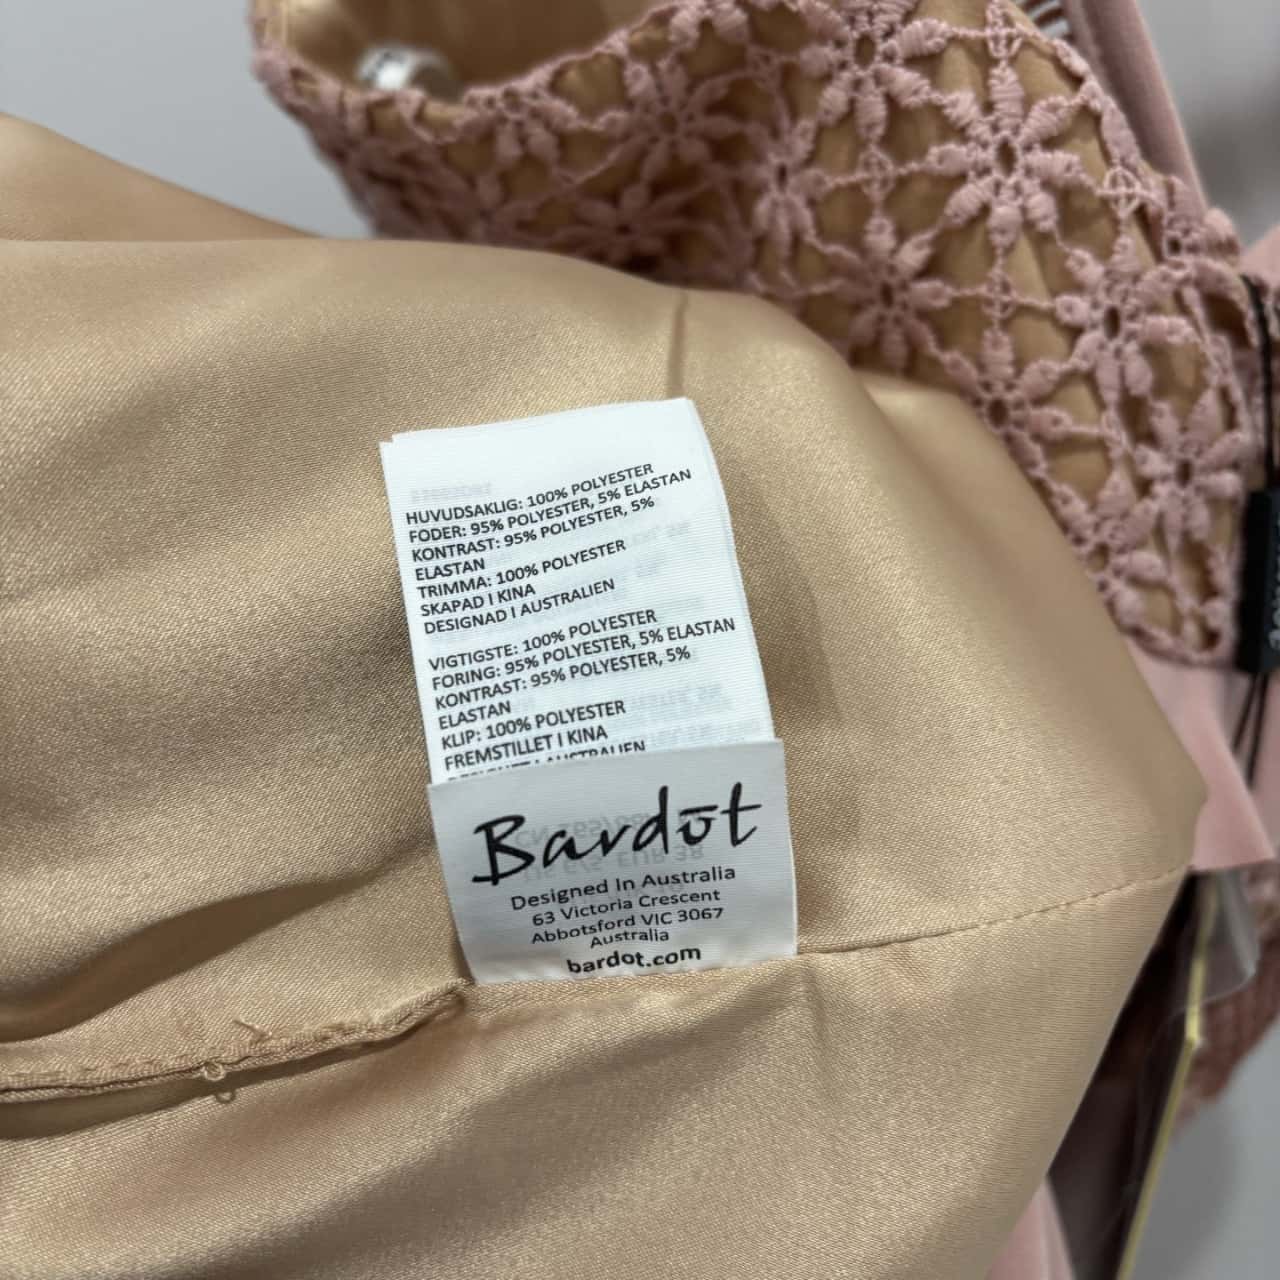 HUVUDSAKLIG: 100% POLYESTER
FODER: 95% POLYESTER, 5% ELASTAN
KONTRAST: 95% POLYESTER, 5%
ELASTAN
TRIMMA: 100% POLYESTER
SKAPAD I KINA
DESIGNAD I AUSTRALIEN
VIGTIGSTE: 100% POLYESTER
FORING: 95% POLYESTER, 5% ELASTAN
KONTRAST: 95% POLYESTER, 5%
ELASTAN
KLIP: 100% POLYESTER
FREMSTILLET I KINA
DESIGNET I AUSTRALIEN
Bardōt
Designed In Australia
63 Victoria Crescent
Abbotsford VIC 3067
Australia
bardot.com